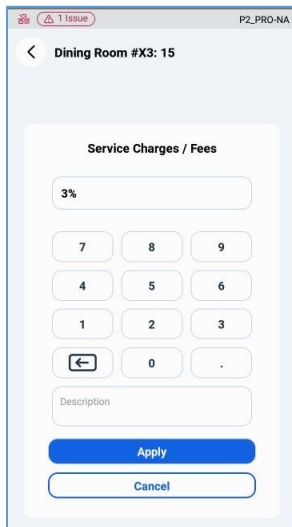 1 Issue
P2_PRO-NA
Dining Room #X3: 15
Service Charges / Fees
3%
7 8 9
4 5 6
1 2 3
0 .
Description
Apply
Cancel